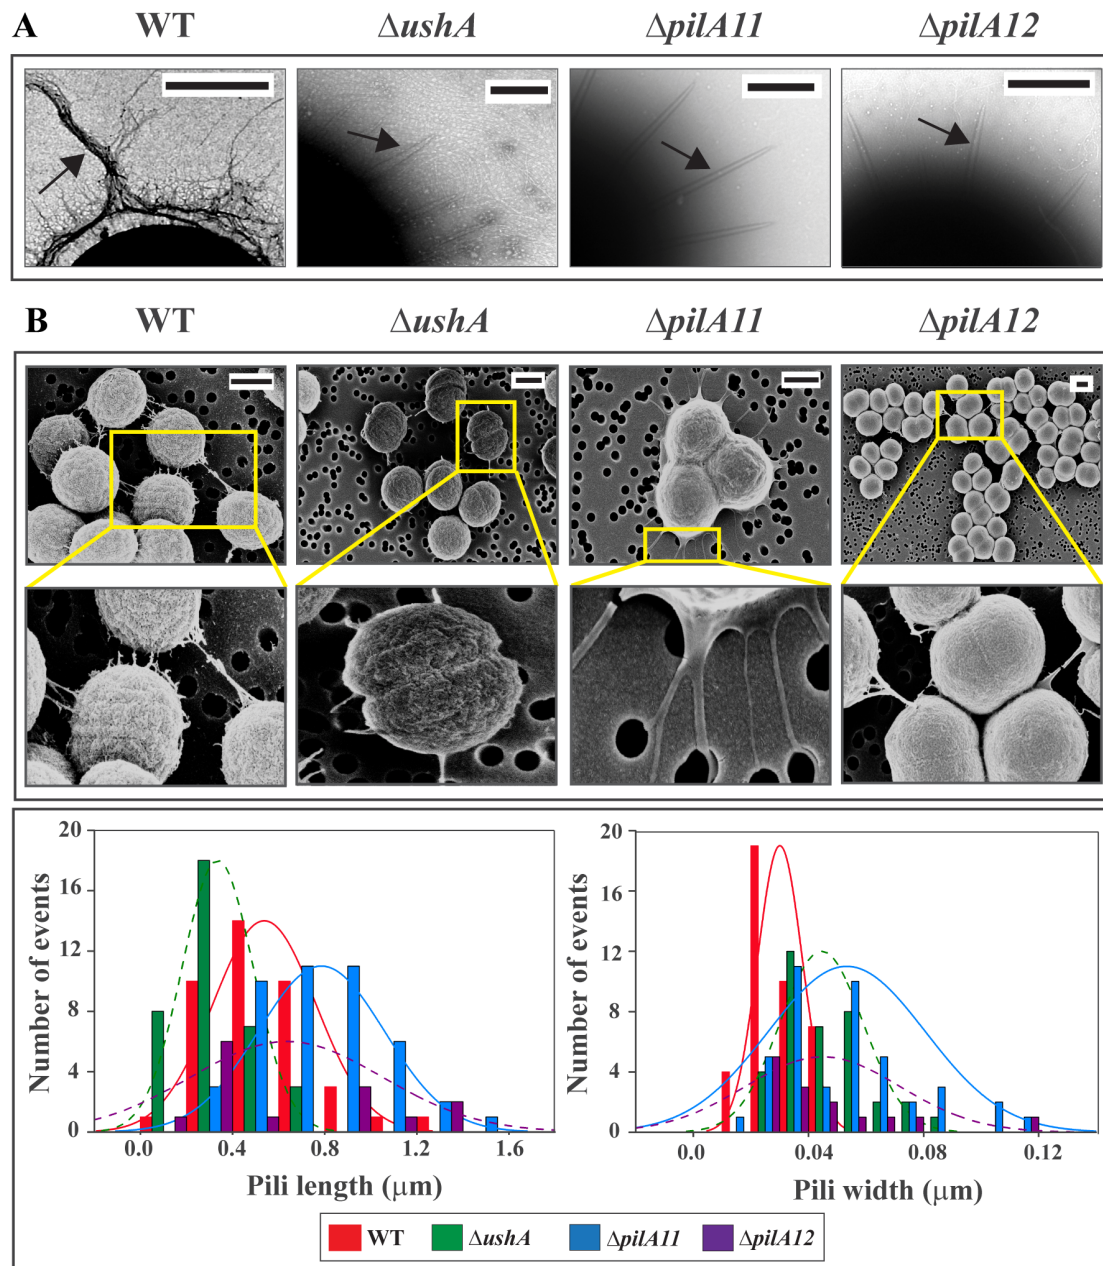 A
WT ΔushA ΔpilA11 ΔpilA12
B
WT ΔushA ΔpilA11 ΔpilA12
Number of events
20
16
12
8
4
0
0.0 0.4 0.8 1.2 1.6
Pili length (μm)
Number of events
20
16
12
8
4
0
0.0 0.04 0.08 0.12
Pili width (μm)
WT ΔushA ΔpilA11 ΔpilA12